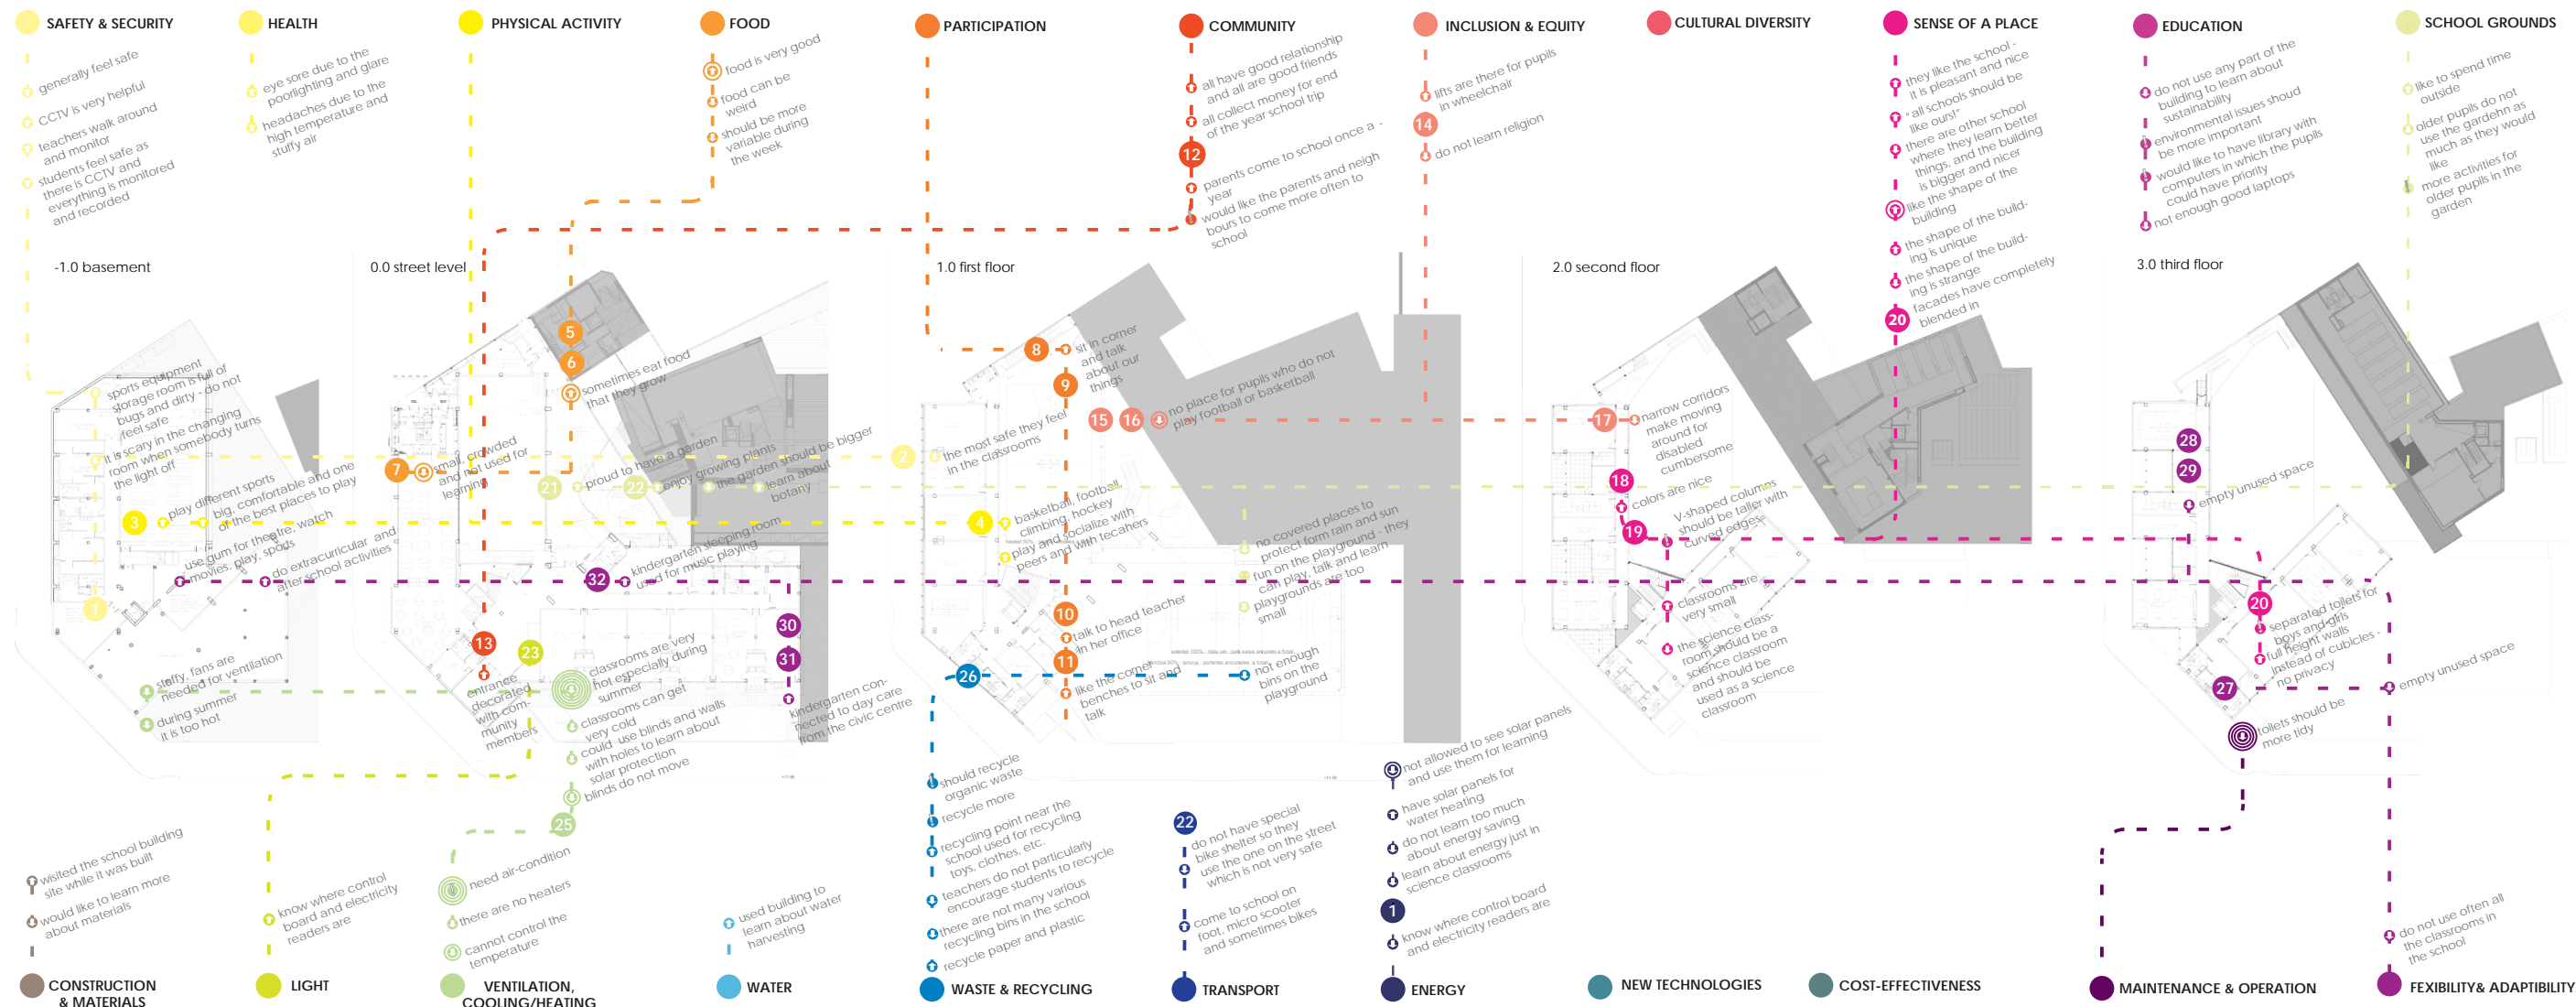 SAFETY & SECURITY
HEALTH
PHYSICAL ACTIVITY
FOOD
PARTICIPATION
COMMUNITY
INCLUSION & EQUITY
CULTURAL DIVERSITY
SENSE OF A PLACE
EDUCATION
SCHOOL GROUNDS
generally feel safe
CCTV is very helpful
teachers walk around
and monitor
students feel safe as
there is CCTV and
everything is monitored
and recorded
eye sore due to the
poorlighting and glare
headaches due to the
high temperature and
stuffy air
food is very good
food can be
weird
should be more
variable during
the week
all have good relationship
and all are good friends
all collect money for end
of the year school trip
12
parents come to school once a -
year
would like the parents and neigh
bours to come more often to
school
lifts are there for pupils
in wheelchair
14
do not learn religion
they like the school -
it is pleasant and nice
"all schools should be
like ours!"
there are other school
where they learn better
things, and the building
is bigger and nicer
like the shape of the
building
the shape of the build-
ing is unique
the shape of the build-
ing is strange
facades have completely
blended in
20
do not use any part of the
building to learn about
sustainability
environmental issues shoud
be more important
would like to have library with
computers in which the pupils
could have priority
not enough good laptops
like to spend time
outside
older pupils do not
use the gardehn as
much as they would
like
more activities for
older pupils in the
garden
-1.0 basement
0.0 street level
1.0 first floor
2.0 second floor
3.0 third floor
sports equipment
storage room is full of
bugs and dirty - do not
feel safe
it is scary in the changing
room when somebody turns
the light off
3
play different sports
big, comfortable and one
of the best places to play
use gum for theatre, watch
movies, play, sports
do extracurricular and
after school activities
1
stuffy, fans are
needed for ventilation
during summer
it is too hot
5
6
sometimes eat food
that they grow
7
small, crowded
and not used for
learning
21
proud to have a garden
22
enjoy growing plants
the garden should be bigger
learn about
botany
32
kindergarten sleeping room
used for music playing
13
entrance
decorated
with com-
munity
members
23
classrooms are very
hot especially during
summer
classrooms can get
very cold
could use blinds and walls
with holes to learn about
solar protection
blinds do not move
25
30
31
kindergarten con-
nected to day care
from the civic centre
8
sit in corner
and talk
about our
things
9
15
16
no place for pupils who do not
play football or basketball
2
the most safe they feel
in the classrooms
4
basketball, football,
climbing, hockey
play and socialize with
peers and with tecahers
10
talk to head teacher
in her office
11
like the corner
benches to sit and
talk
26
no covered places to
protect form rain and sun
fun on the playground - they
can play, talk and learn
playgrounds are too
small
not enough
bins on the
playground
17
narrow corridors
make moving
around for
disabled
cumbersome
18
colors are nice
19
V-shaped columns
should be taller with
curved edges
classrooms are
very small
the science class-
room should be a
science classroom
and should be
used as a science
classroom
28
29
empty unused space
20
separated toilets for
boys and girls
full height walls
instead of cubicles -
no privacy
27
empty unused space
toilets should be
more tidy
wisited the school building
site while it was built
would like to learn more
about materials
know where control
board and electricity
readers are
need air-condition
there are no heaters
cannot control the
temperature
used building to
learn about water
harvesting
should recycle
organic waste
recycle more
recycling point near the
school used for recycling
toys, clothes, etc.
teachers do not particularly
encourage students to recycle
there are not many various
recycling bins in the school
recycle paper and plastic
22
do not have special
bike shelter so they
use the one on the street
which is not very safe
come to school on
foot, micro scooter
and sometimes bikes
not allowed to see solar panels
and use them for learning
have solar panels for
water heating
do not learn too much
about energy saving
learn about energy just in
science classrooms
1
know where control board
and electricity readers are
do not use often all
the classrooms in
the school
CONSTRUCTION
& MATERIALS
LIGHT
VENTILATION,
COOLING/HEATING
WATER
WASTE & RECYCLING
TRANSPORT
ENERGY
NEW TECHNOLOGIES
COST-EFFECTIVENESS
MAINTENANCE & OPERATION
FEXIBILITY& ADAPTIBILITY